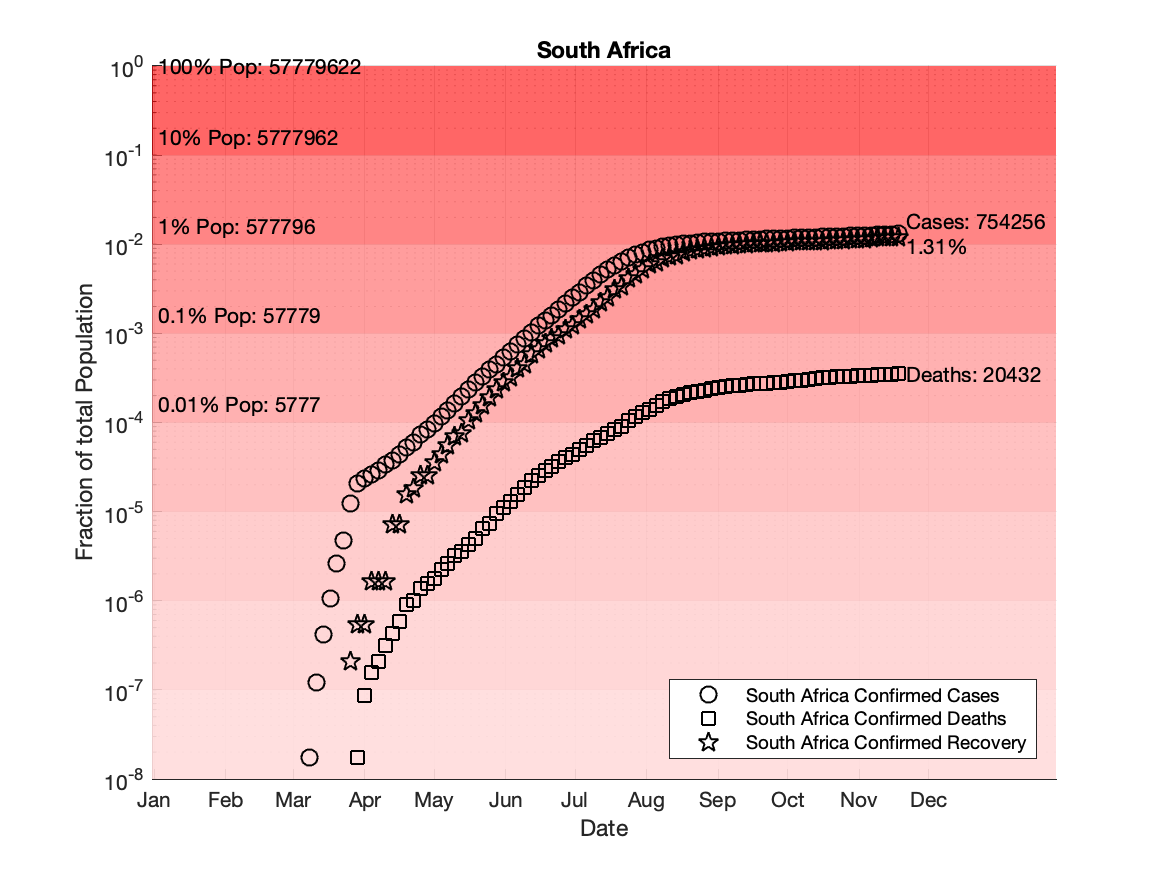 South Africa
10^0
100% Pop: 57779622
10% Pop: 5777962
10^-1
1% Pop: 577796
Cases: 754256
10^-2
1.31%
0.1% Pop: 57779
10^-3
Deaths: 20432
0.01% Pop: 5777
10^-4
10^-5
10^-6
10^-7
10^-8
Fraction of total Population
South Africa Confirmed Cases
South Africa Confirmed Deaths
South Africa Confirmed Recovery
Jan Feb Mar Apr May Jun Jul Aug Sep Oct Nov Dec
Date